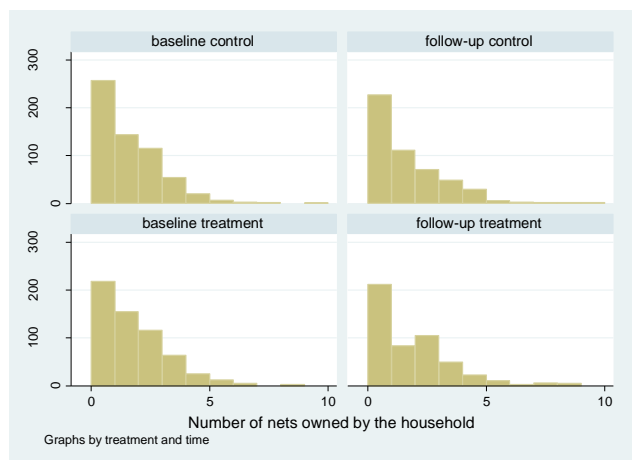 baseline control
follow-up control
300
200
100
0
baseline treatment
follow-up treatment
300
200
100
0
0 5 10 0 5 10
Number of nets owned by the household
Graphs by treatment and time